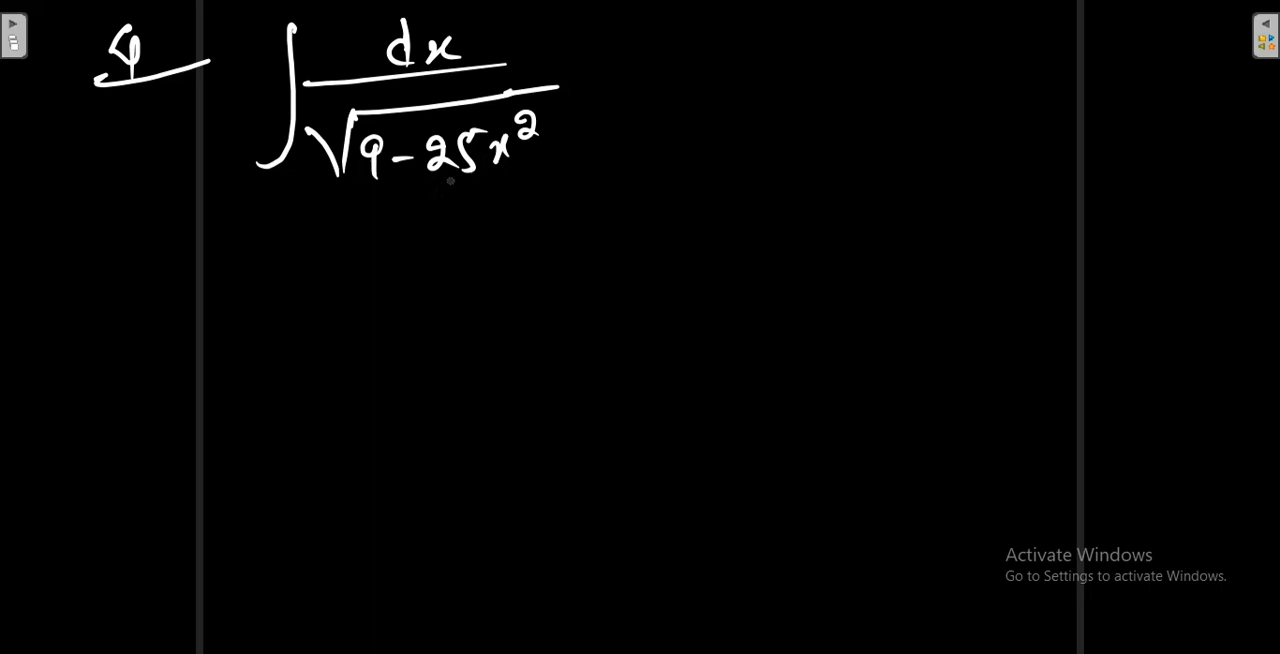 Q ∫ dx / √(9 - 25x²)
Activate Windows
Go to Settings to activate Windows.